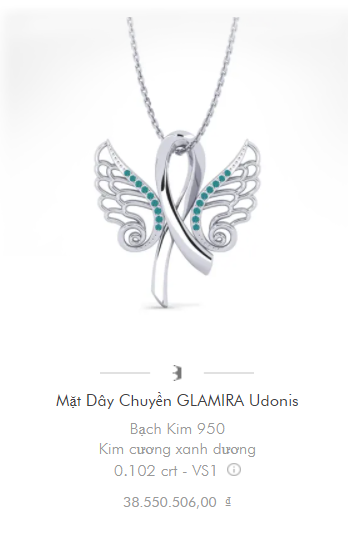 Mặt Dây Chuyền GLAMIRA Udonis
Bạch Kim 950
Kim cương xanh dương
0.102 crt - VS1
38.550.506,00 ₫